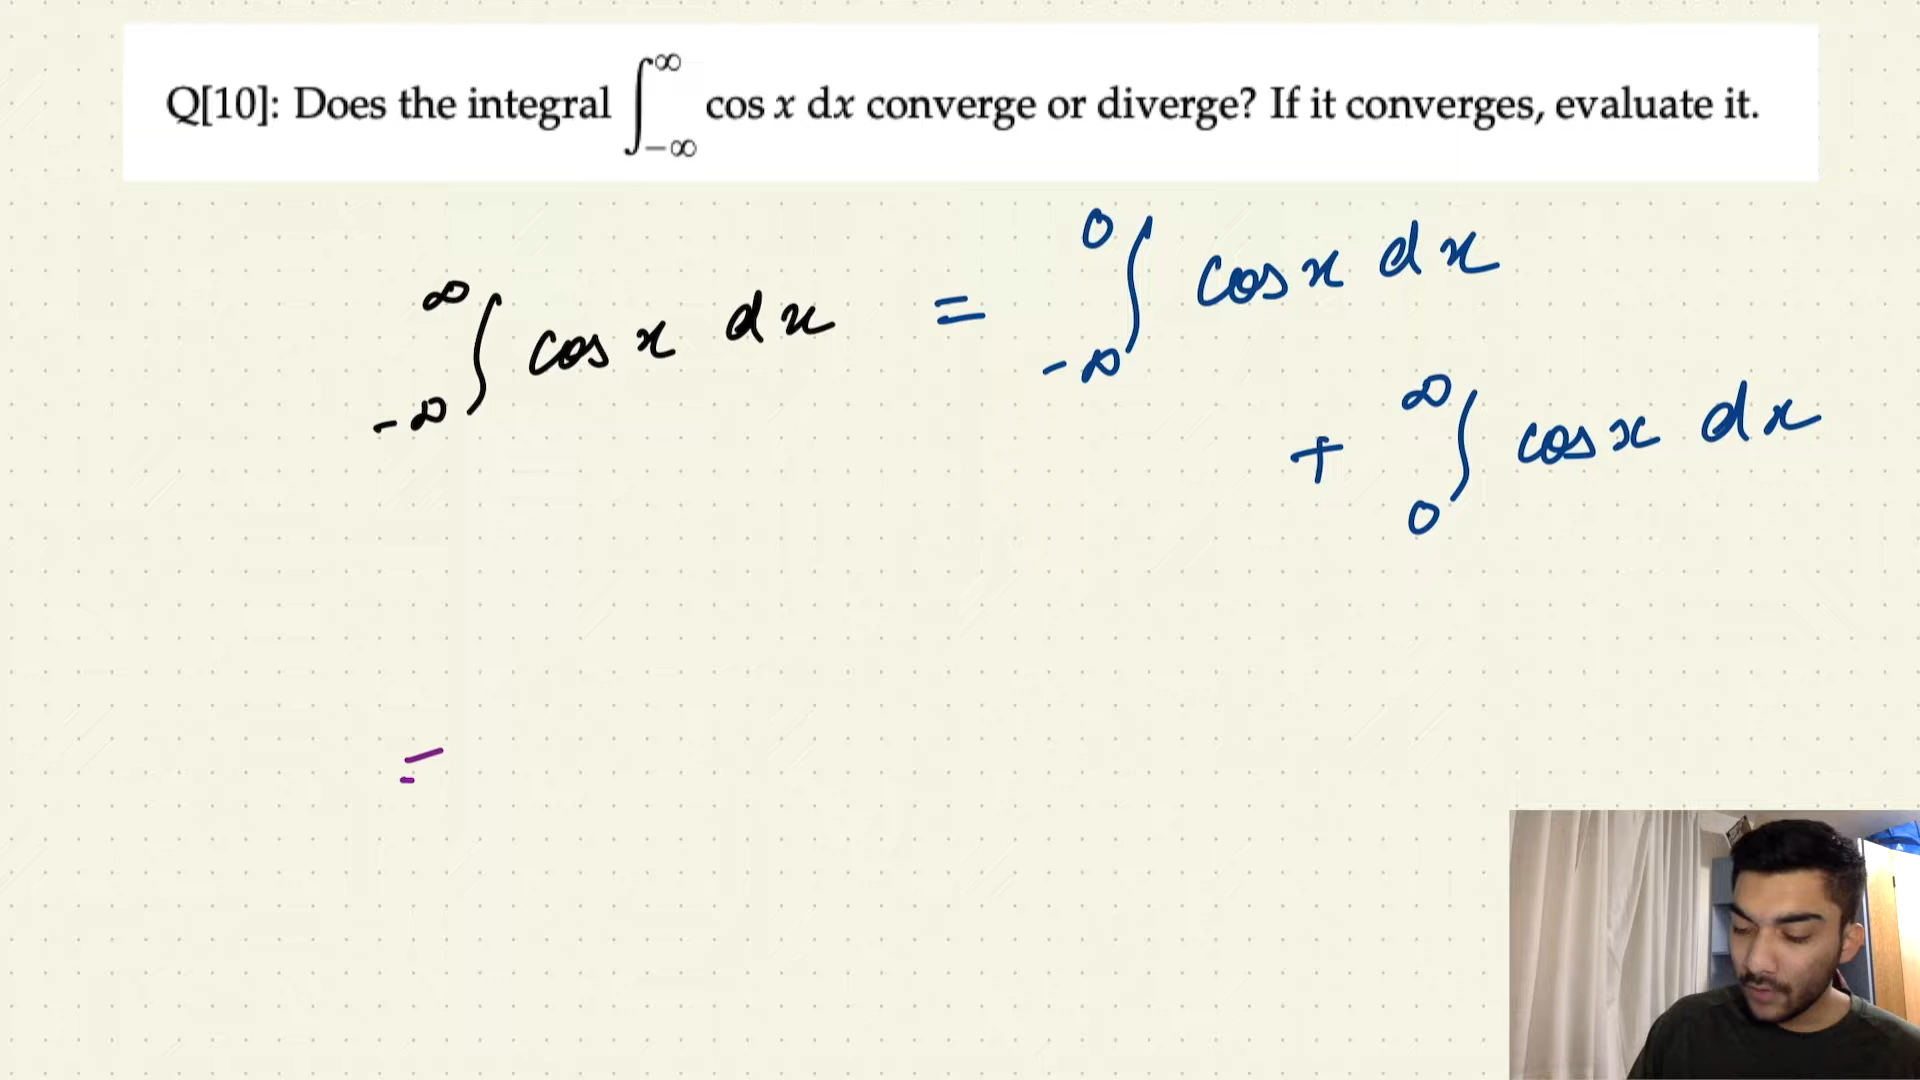 Q[10]: Does the integral ∫_{-∞}^{∞} cos x dx converge or diverge? If it converges, evaluate it.
∫_{-∞}^{∞} cos x dx = ∫_{-∞}^{0} cos x dx
+ ∫_{0}^{∞} cos x dx
=